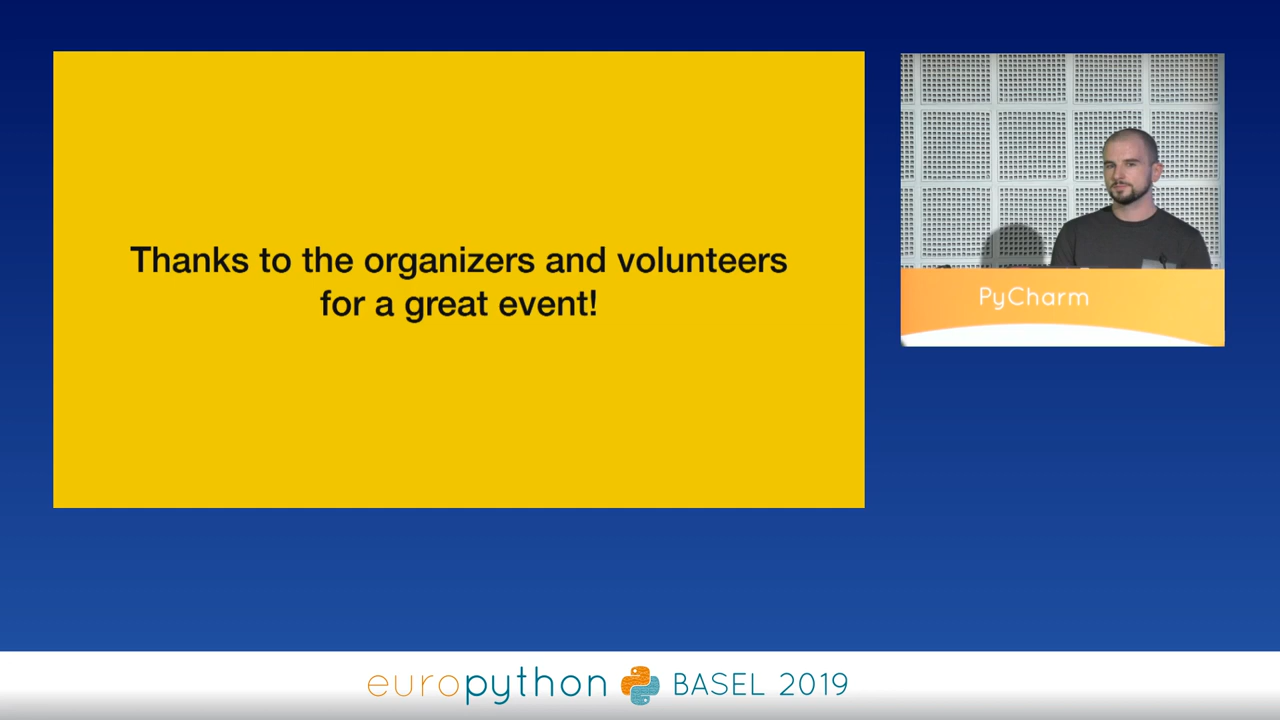 Thanks to the organizers and volunteers
for a great event!
PyCharm
europython BASEL 2019